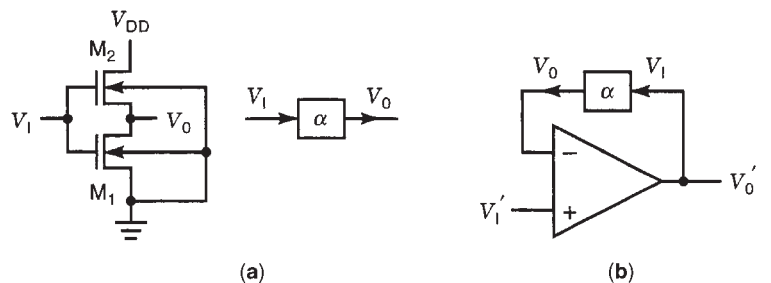 V_DD
M_2
V_I
V_0
M_1
V_I α V_0
(a)
V_0 α V_I
−
V_I′ +
V_0′
(b)